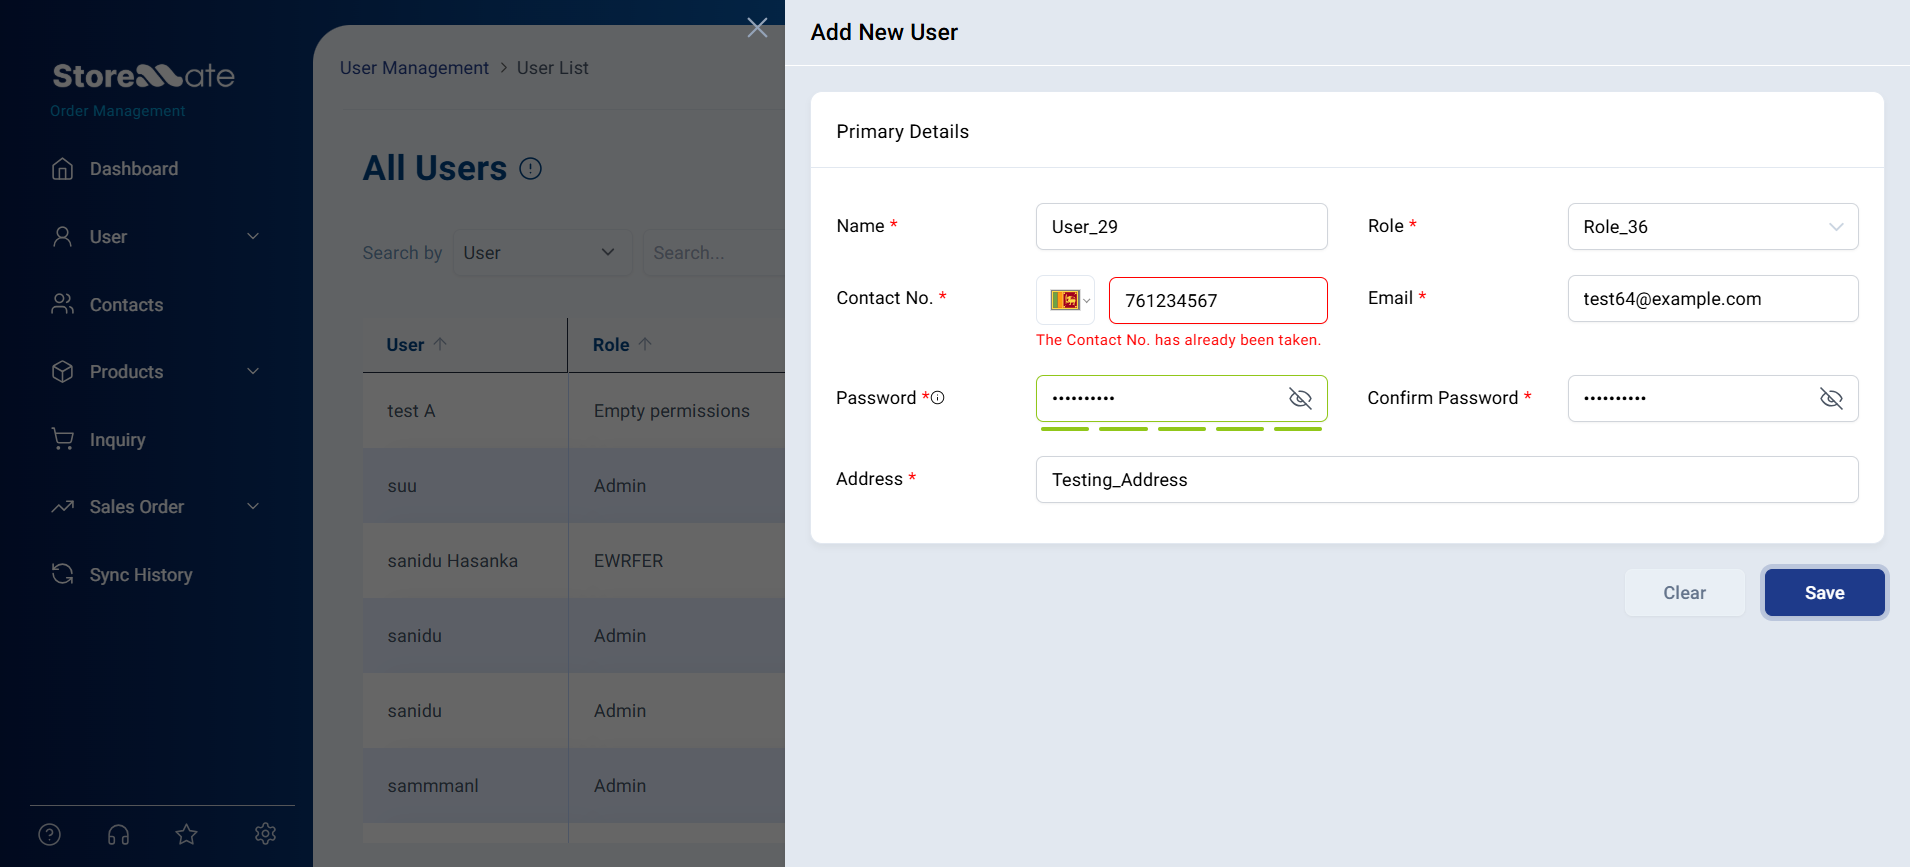 StoreMate
Order Management
Dashboard
User
Contacts
Products
Inquiry
Sales Order
Sync History
User Management > User List
All Users
Search by User Search...
User Role
test A Empty permissions
suu Admin
sanidu Hasanka EWRFER
sanidu Admin
sanidu Admin
sammmanl Admin
Add New User
Primary Details
Name * User_29 Role * Role_36
Contact No. * 761234567 Email * test64@example.com
The Contact No. has already been taken.
Password * •••••••••• Confirm Password * ••••••••••
Address * Testing_Address
Clear Save